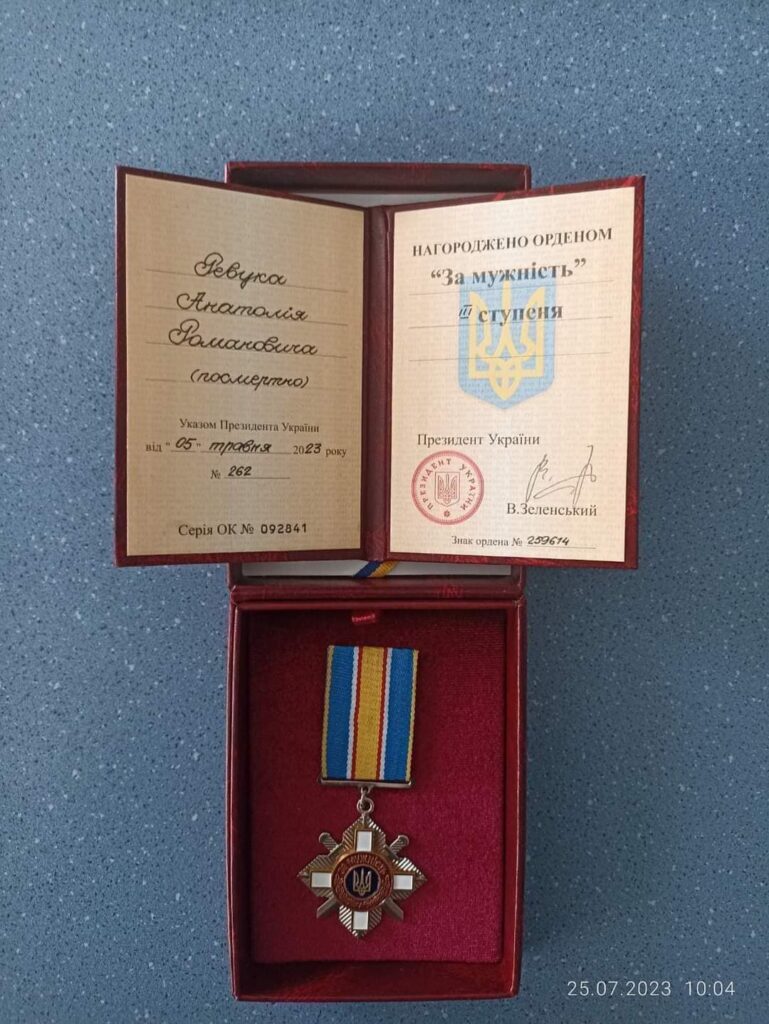 Ревука
Анатолія
Романовича
(посмертно)
Указом Президента України
від "05" травня 2023 року
№ 262
Серія ОК № 092841
НАГОРОДЖЕНО ОРДЕНОМ
“За мужність”
III ступеня
Президент України
ПРЕЗИДЕНТ УКРАЇНИ
В.Зеленський
Знак ордена № 259614
ЗА МУЖНІСТЬ
25.07.2023 10:04